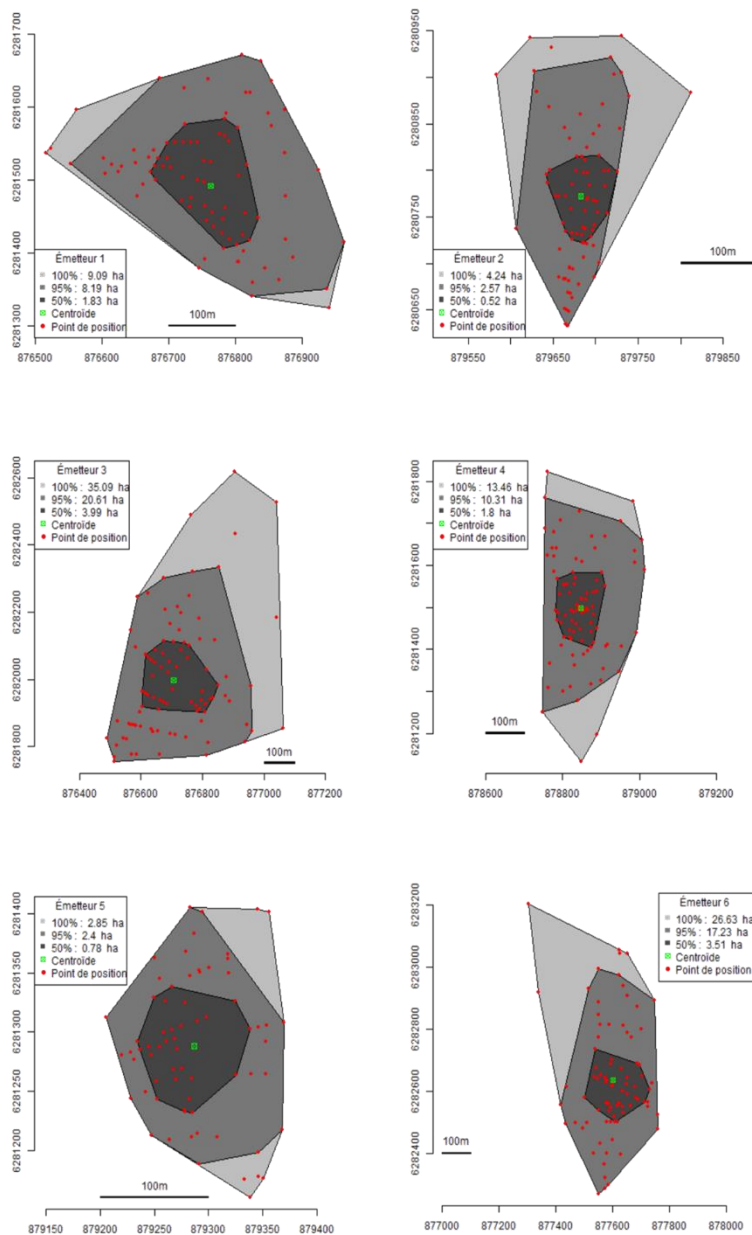 6281300 6281400 6281500 6281600 6281700
Émetteur 1
100% : 9.09 ha
95% : 8.19 ha
50% : 1.83 ha
Centroïde
Point de position
100m
876500 876600 876700 876800 876900
6280650 6280750 6280850 6280950
Émetteur 2
100% : 4.24 ha
95% : 2.57 ha
50% : 0.52 ha
Centroïde
Point de position
100m
879550 879650 879750 879850
6281800 6282000 6282200 6282400 6282600
Émetteur 3
100% : 35.09 ha
95% : 20.61 ha
50% : 3.99 ha
Centroïde
Point de position
100m
876400 876600 876800 877000 877200
6281200 6281400 6281600 6281800
Émetteur 4
100% : 13.46 ha
95% : 10.31 ha
50% : 1.8 ha
Centroïde
Point de position
100m
878600 878800 879000 879200
6281200 6281250 6281300 6281350 6281400
Émetteur 5
100% : 2.85 ha
95% : 2.4 ha
50% : 0.78 ha
Centroïde
Point de position
100m
879150 879200 879250 879300 879350 879400
6282400 6282600 6282800 6283000 6283200
Émetteur 6
100% : 26.63 ha
95% : 17.23 ha
50% : 3.51 ha
Centroïde
Point de position
100m
877000 877200 877400 877600 877800 878000